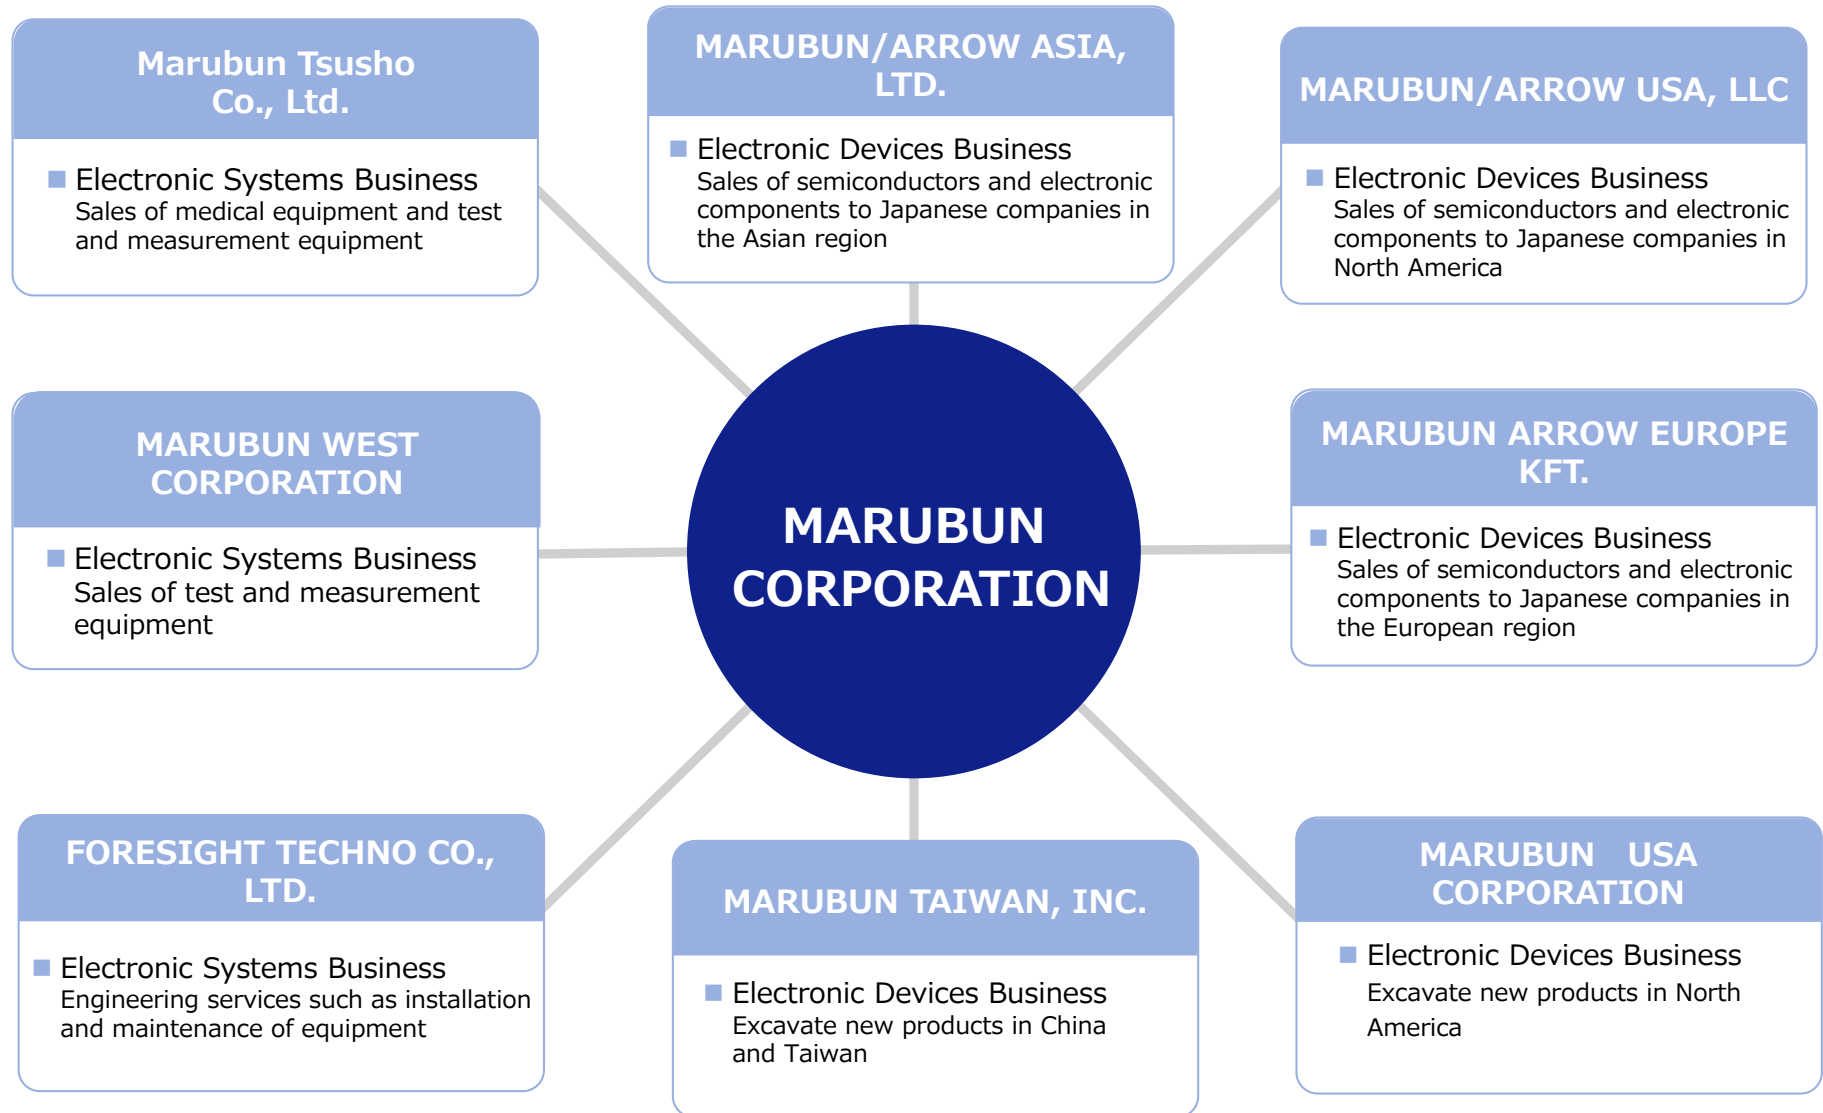 Marubun Tsusho
Co., Ltd.
■ Electronic Systems Business
Sales of medical equipment and test
and measurement equipment
MARUBUN/ARROW ASIA,
LTD.
■ Electronic Devices Business
Sales of semiconductors and electronic
components to Japanese companies in
the Asian region
MARUBUN/ARROW USA, LLC
■ Electronic Devices Business
Sales of semiconductors and electronic
components to Japanese companies in
North America
MARUBUN WEST
CORPORATION
■ Electronic Systems Business
Sales of test and measurement
equipment
MARUBUN
CORPORATION
MARUBUN ARROW EUROPE
KFT.
■ Electronic Devices Business
Sales of semiconductors and electronic
components to Japanese companies in
the European region
FORESIGHT TECHNO CO.,
LTD.
■ Electronic Systems Business
Engineering services such as installation
and maintenance of equipment
MARUBUN TAIWAN, INC.
■ Electronic Devices Business
Excavate new products in China
and Taiwan
MARUBUN　USA
CORPORATION
■ Electronic Devices Business
Excavate new products in North
America